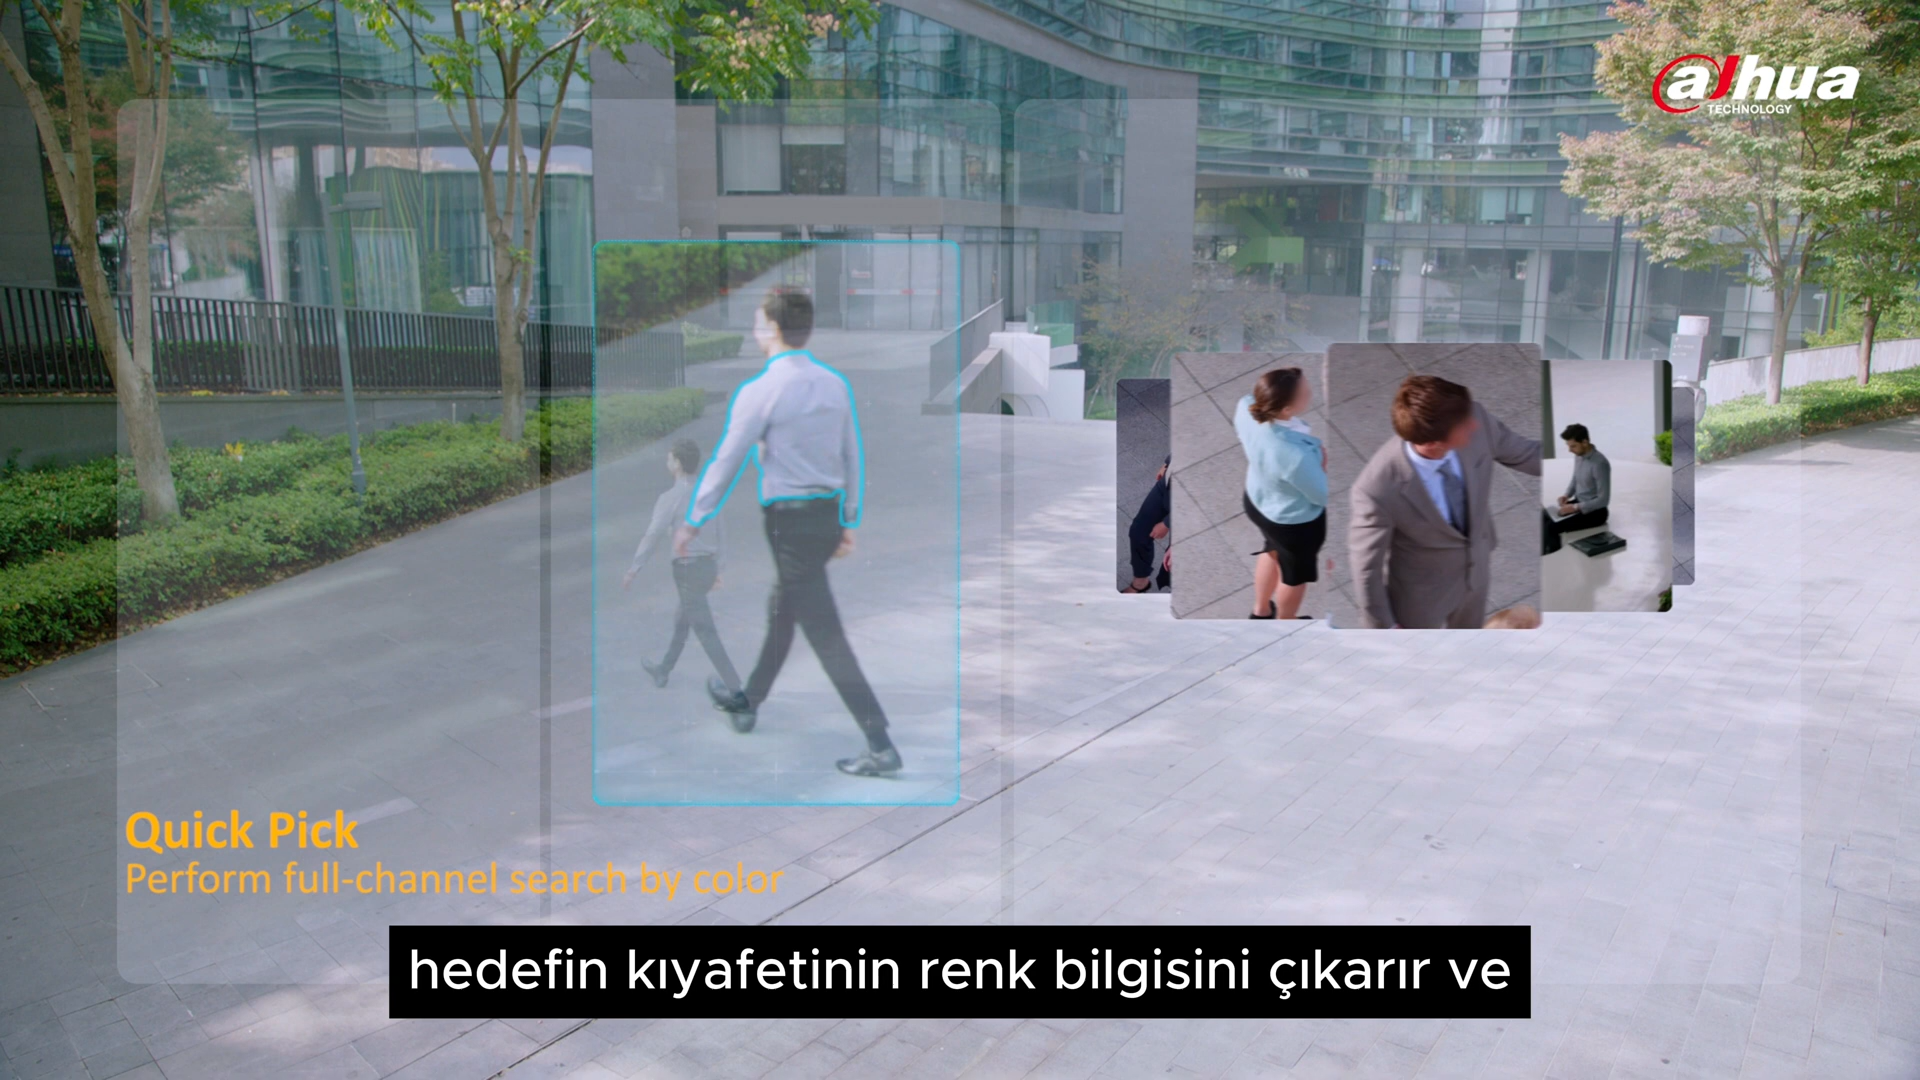 alhua
TECHNOLOGY
Quick Pick
Perform full-channel search by color
hedefin kıyafetinin renk bilgisini çıkarır ve